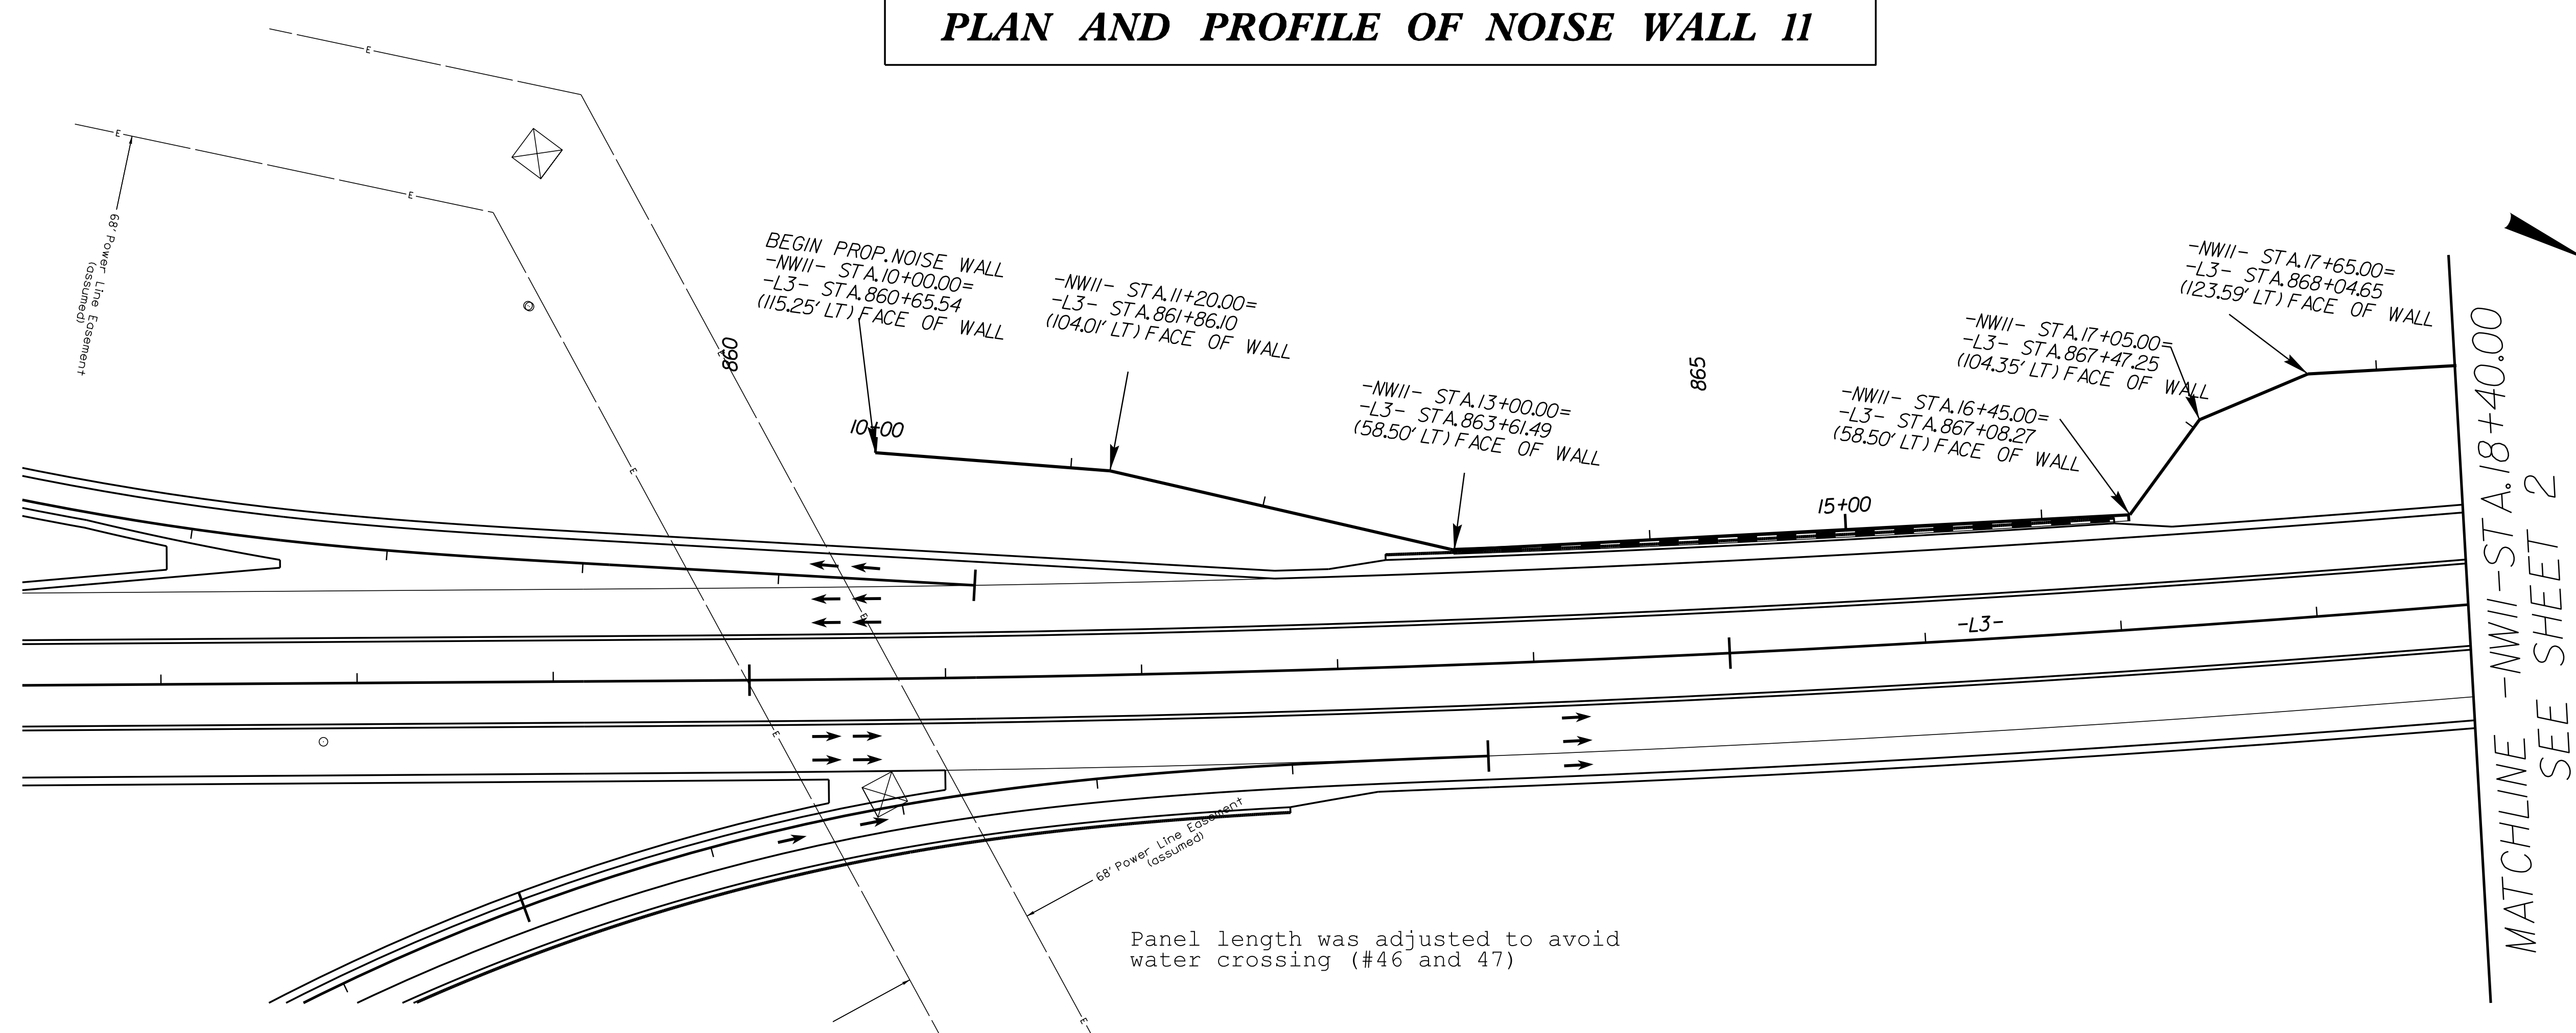 PLAN AND PROFILE OF NOISE WALL 11
E
E
E
E
68' Power Line Easement
(assumed)
BEGIN PROP. NOISE WALL
-NW11- STA. 10+00.00=
-L3- STA. 860+65.54
(115.25' LT) FACE OF WALL
-NW11- STA. 11+20.00=
-L3- STA. 861+86.10
(104.01' LT) FACE OF WALL
-NW11- STA. 13+00.00=
-L3- STA. 863+61.49
(58.50' LT) FACE OF WALL
-NW11- STA. 16+45.00=
-L3- STA. 867+08.27
(58.50' LT) FACE OF WALL
-NW11- STA. 17+05.00=
-L3- STA. 867+47.25
(104.35' LT) FACE OF WALL
-NW11- STA. 17+65.00=
-L3- STA. 868+04.65
(123.59' LT) FACE OF WALL
860
E
865
10+00
15+00
E
E
-L3-
E
68' Power Line Easement
(assumed)
E
Panel length was adjusted to avoid
water crossing (#46 and 47)
MATCHLINE -NW11- STA. 18+40.00
SEE SHEET 2